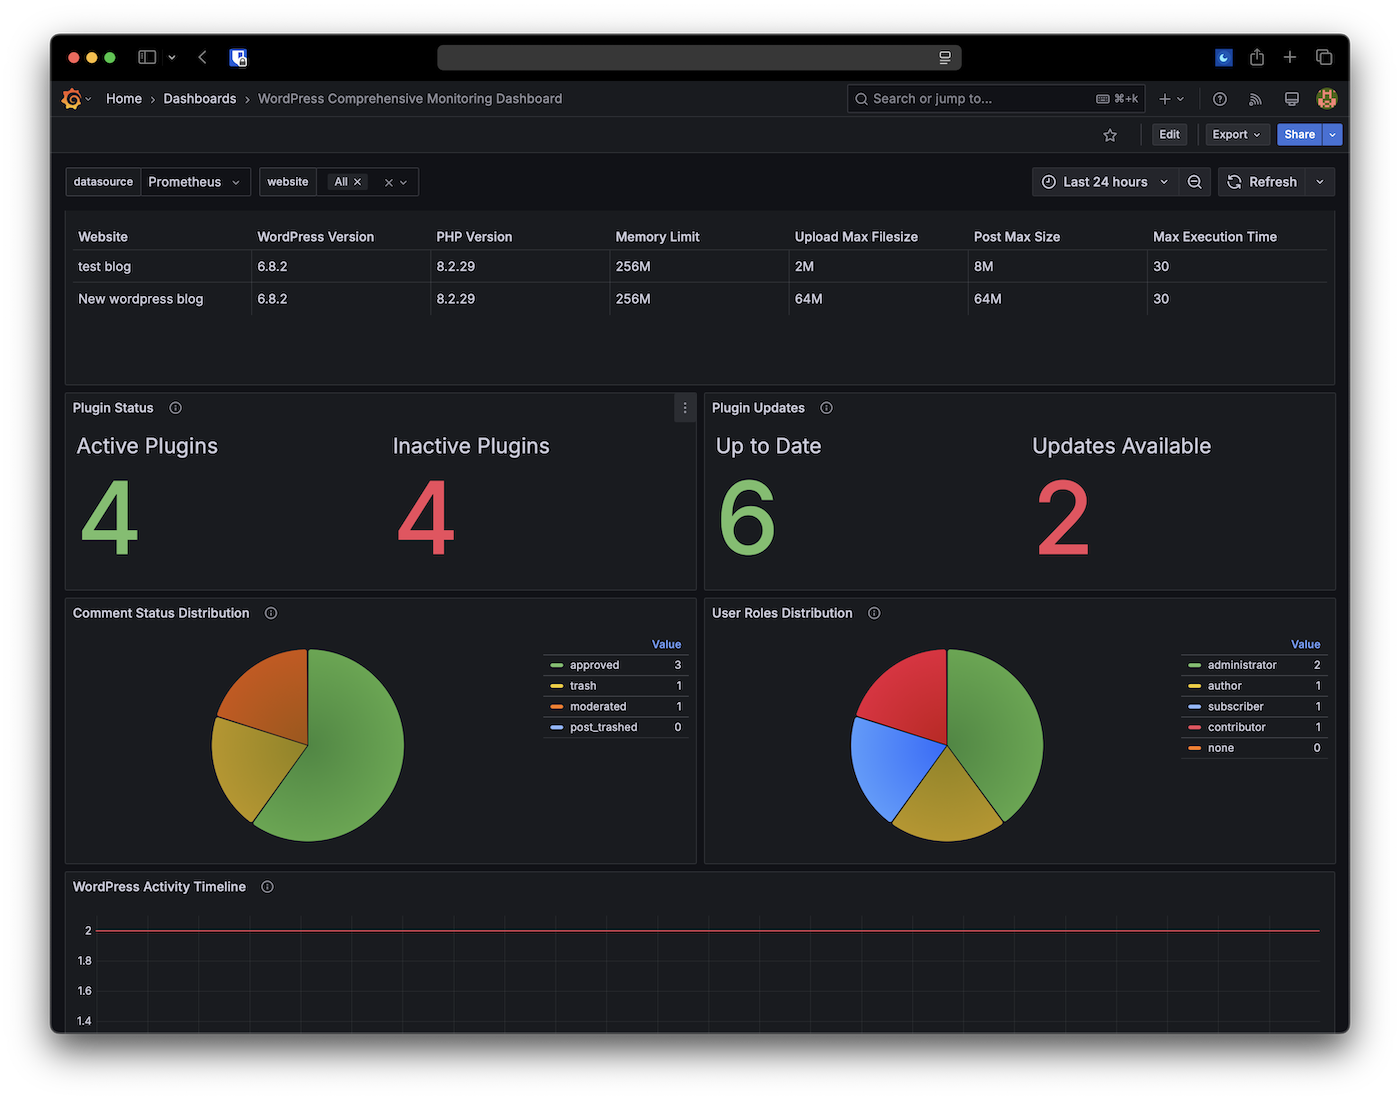 Home › Dashboards › WordPress Comprehensive Monitoring Dashboard
Search or jump to... ⌘+k
Edit Export Share
datasource Prometheus website All
Last 24 hours Refresh
Website WordPress Version PHP Version Memory Limit Upload Max Filesize Post Max Size Max Execution Time
test blog 6.8.2 8.2.29 256M 2M 8M 30
New wordpress blog 6.8.2 8.2.29 256M 64M 64M 30
Plugin Status
Active Plugins Inactive Plugins
4 4
Plugin Updates
Up to Date Updates Available
6 2
Comment Status Distribution
Value
approved 3
trash 1
moderated 1
post_trashed 0
User Roles Distribution
Value
administrator 2
author 1
subscriber 1
contributor 1
none 0
WordPress Activity Timeline
2
1.8
1.6
1.4